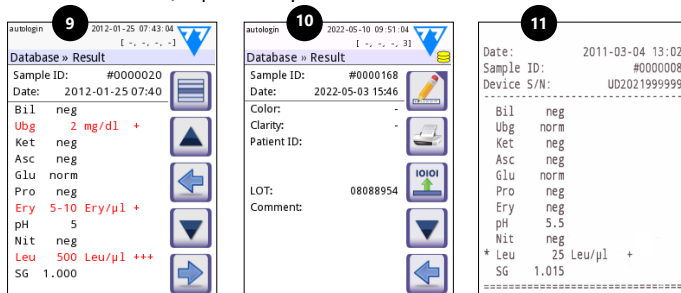 9
autologin 2012-01-25 07:43:04
[ -, -, -, -]
Database » Result
Sample ID: #0000020
Date: 2012-01-25 07:40
Bil neg
Ubg 2 mg/dl +
Ket neg
Asc neg
Glu norm
Pro neg
Ery 5-10 Ery/µl +
pH 5
Nit neg
Leu 500 Leu/µl +++
SG 1.000
10
autologin 2022-05-10 09:51:04
[ -, -, -, 3]
Database » Result
Sample ID: #0000168
Date: 2022-05-03 15:46
Color: -
Clarity: -
Patient ID:
IOIOI
LOT: 08088954
Comment:
11
Date: 2011-03-04 13:02
Sample ID: #0000008
Device S/N: UD2021999999
--------------------------------
Bil neg
Ubg norm
Ket neg
Asc neg
Glu norm
Pro neg
Ery neg
pH 5.5
Nit neg
* Leu 25 Leu/µl +
SG 1.015
================================